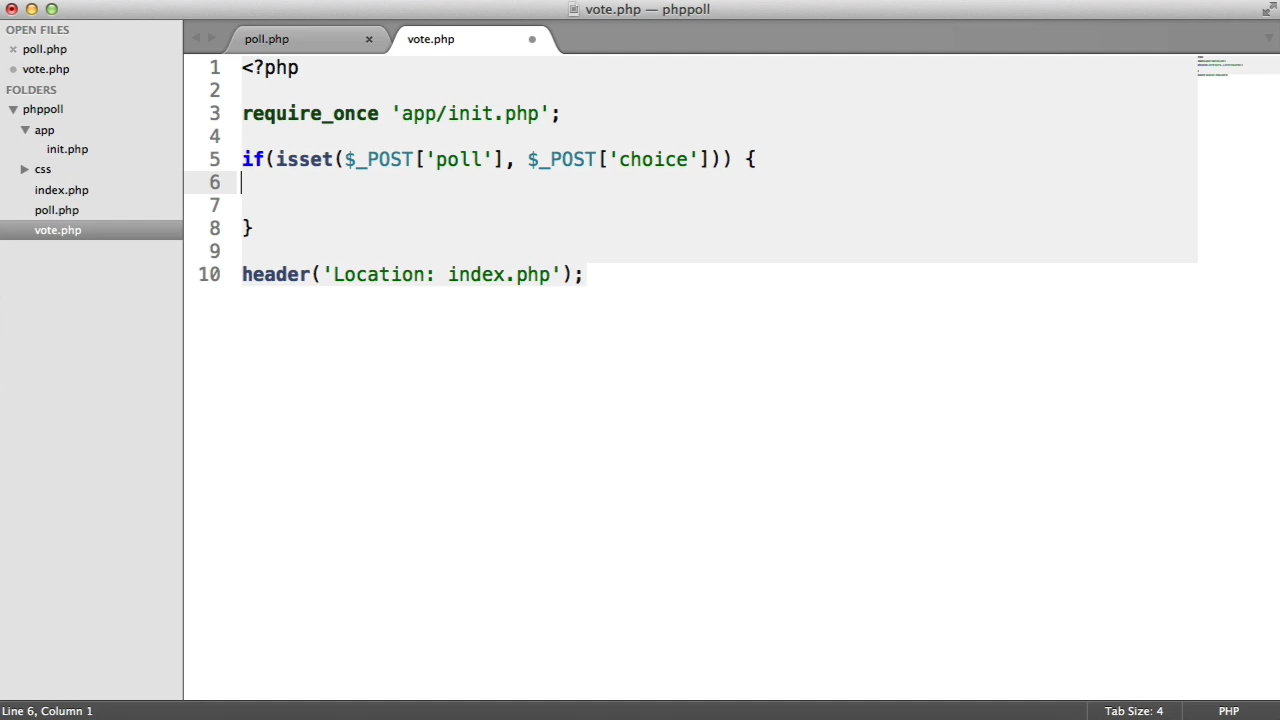 vote.php — phppoll
OPEN FILES
poll.php
vote.php
FOLDERS
phppoll
app
init.php
css
index.php
poll.php
vote.php
poll.php
vote.php
1 <?php
2
3 require_once 'app/init.php';
4
5 if(isset($_POST['poll'], $_POST['choice'])) {
6
7
8 }
9
10 header('Location: index.php');
Line 6, Column 1
Tab Size: 4
PHP